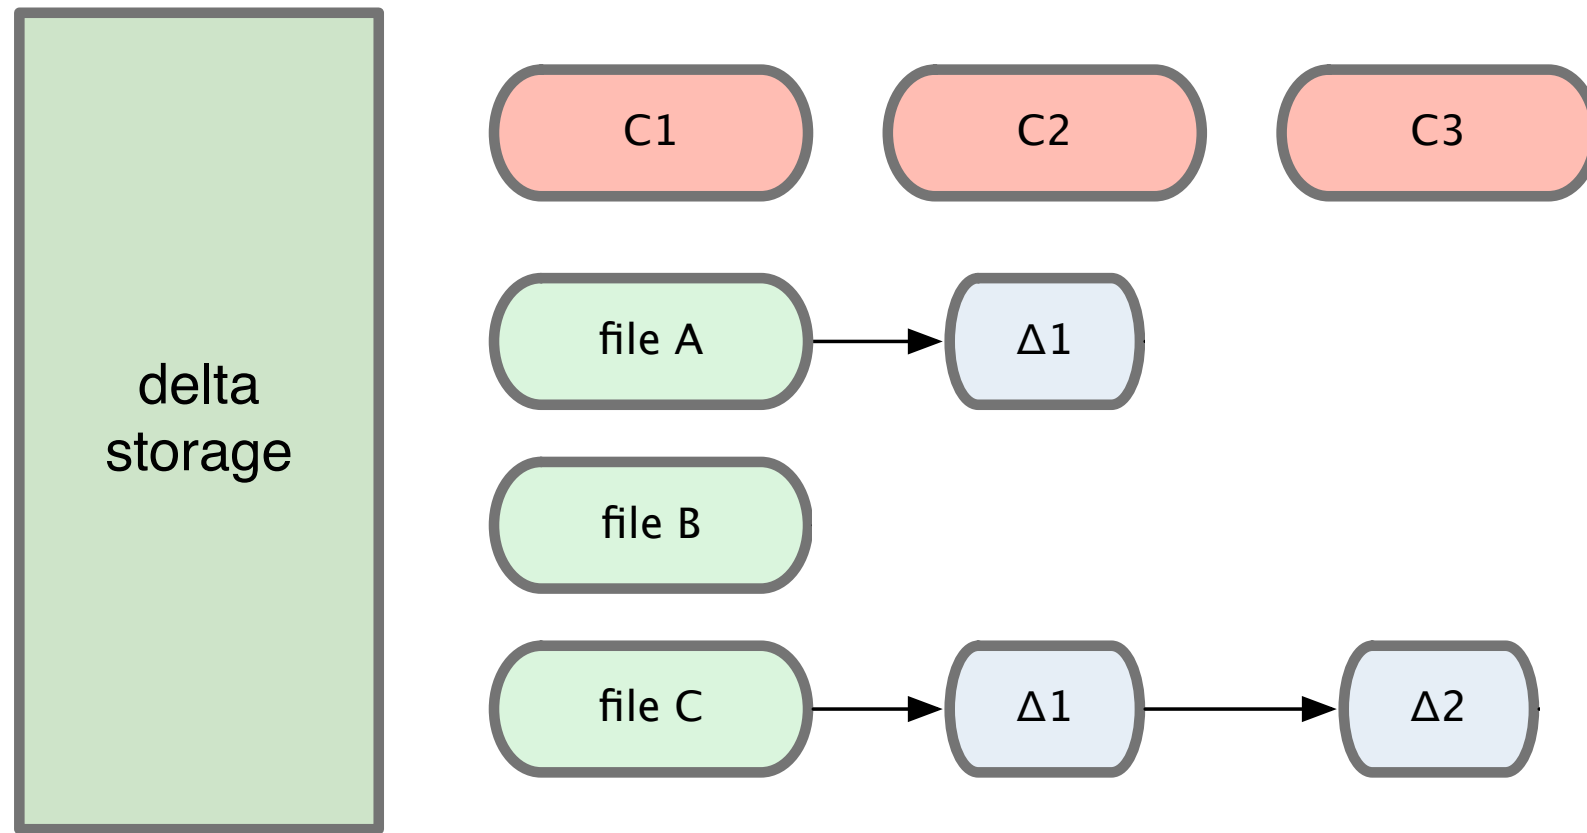 delta
storage
C1 C2 C3
file A Δ1
file B
file C Δ1 Δ2